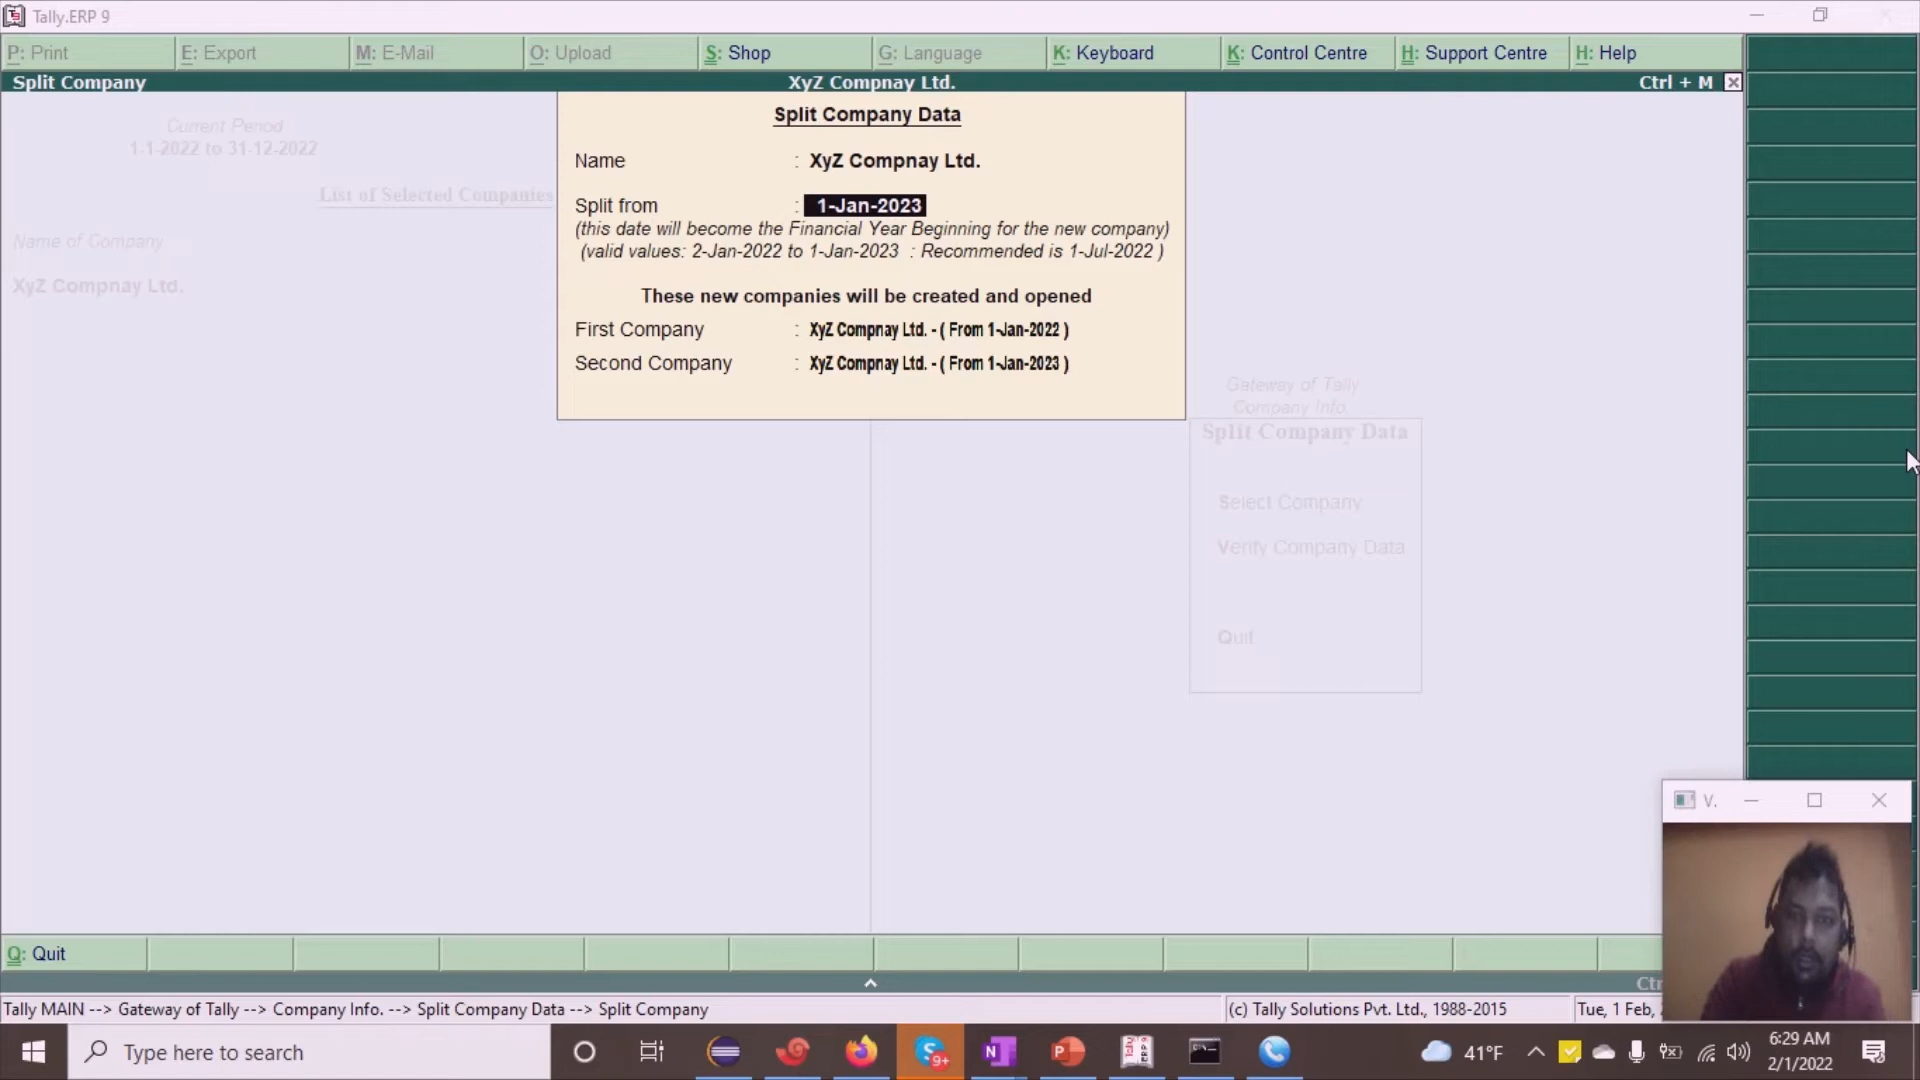 Tally.ERP 9
P: Print E: Export M: E-Mail O: Upload S: Shop G: Language K: Keyboard K: Control Centre H: Support Centre H: Help
Split Company XyZ Compnay Ltd. Ctrl + M
Split Company Data
Current Period
1-1-2022 to 31-12-2022
Name : XyZ Compnay Ltd.
List of Selected Companies
Split from : 1-Jan-2023
(this date will become the Financial Year Beginning for the new company)
Name of Company
(valid values: 2-Jan-2022 to 1-Jan-2023 : Recommended is 1-Jul-2022 )
XyZ Compnay Ltd.
These new companies will be created and opened
First Company : XyZ Compnay Ltd. - ( From 1-Jan-2022 )
Second Company : XyZ Compnay Ltd. - ( From 1-Jan-2023 )
Gateway of Tally
Company Info.
Split Company Data
Select Company
Verify Company Data
Quit
V.
Q: Quit
Tally MAIN --> Gateway of Tally --> Company Info. --> Split Company Data --> Split Company (c) Tally Solutions Pvt. Ltd., 1988-2015 Tue, 1 Feb,
Type here to search
9+
41°F
6:29 AM
2/1/2022